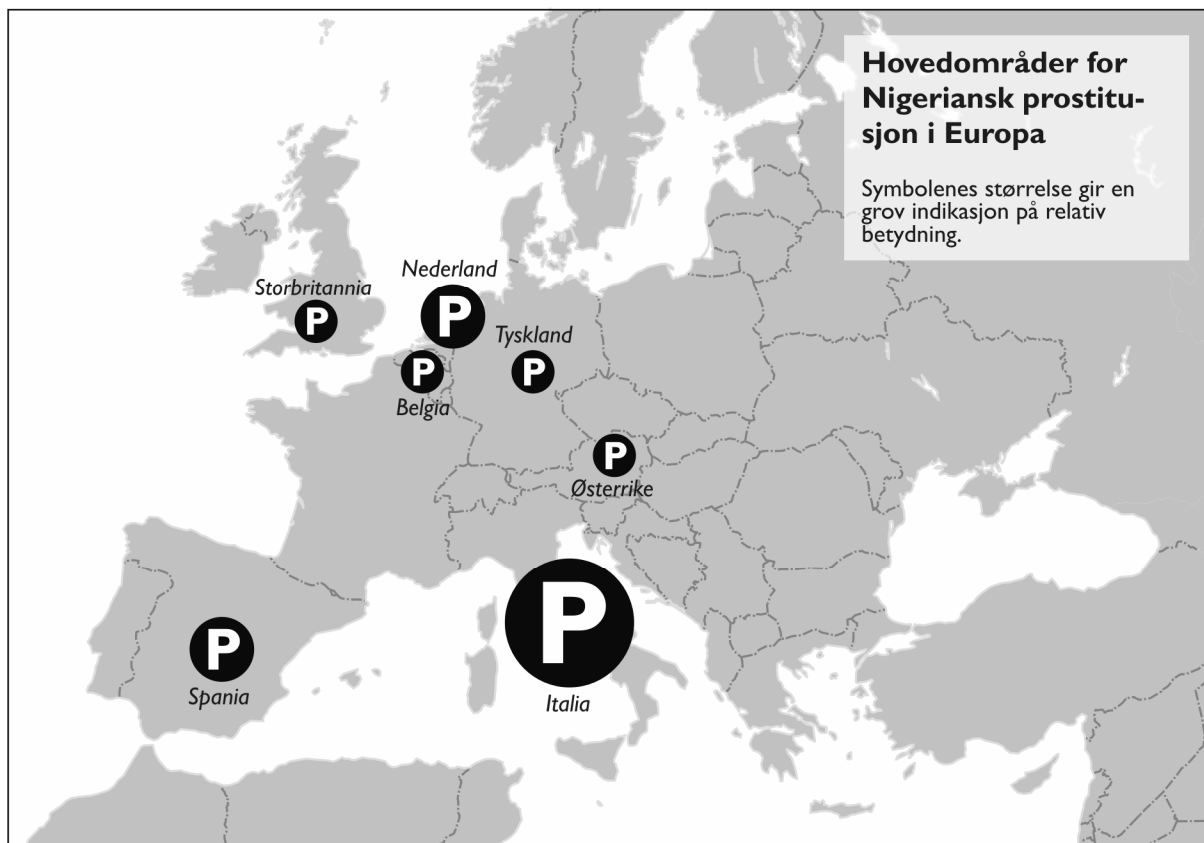 Hovedområder for
Nigeriansk prostitu-
sjon i Europa
Symbolenes størrelse gir en
grov indikasjon på relativ
betydning.
Nederland
P
Storbritannia
P
Tyskland
P
P
Belgia
P
Østerrike
P
Spania
P
Italia